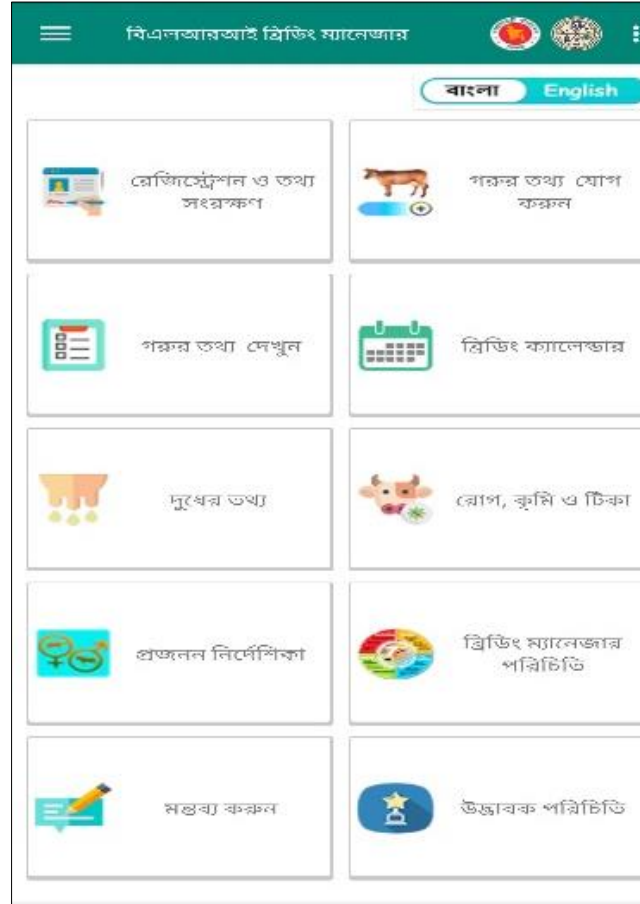 বিএলআরআই ব্রিডিং ম্যানেজার
বাংলা English
রেজিস্ট্রেশন ও তথ্য
সংরক্ষণ
গরুর তথ্য যোগ
করুন
গরুর তথ্য দেখুন
ব্রিডিং ক্যালেন্ডার
দুধের তথ্য
রোগ, কৃমি ও টিকা
প্রজনন নির্দেশিকা
ব্রিডিং ম্যানেজার
পরিচিতি
মন্তব্য করুন
উদ্ভাবক পরিচিতি